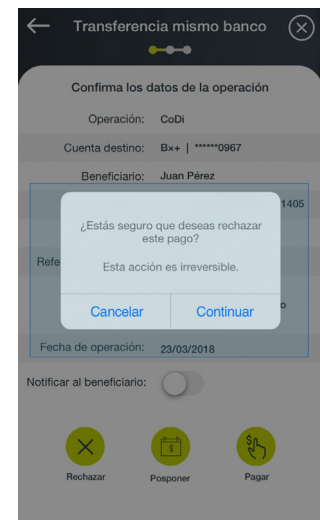 Transferencia mismo banco
Confirma los datos de la operación
Operación: CoDi
Cuenta destino: B×+ | ******0967
Beneficiario: Juan Pérez
1405
¿Estás seguro que deseas rechazar
este pago?
Refe
Esta acción es irreversible.
o
Cancelar Continuar
Fecha de operación: 23/03/2018
Notificar al beneficiario:
Rechazar Posponer Pagar